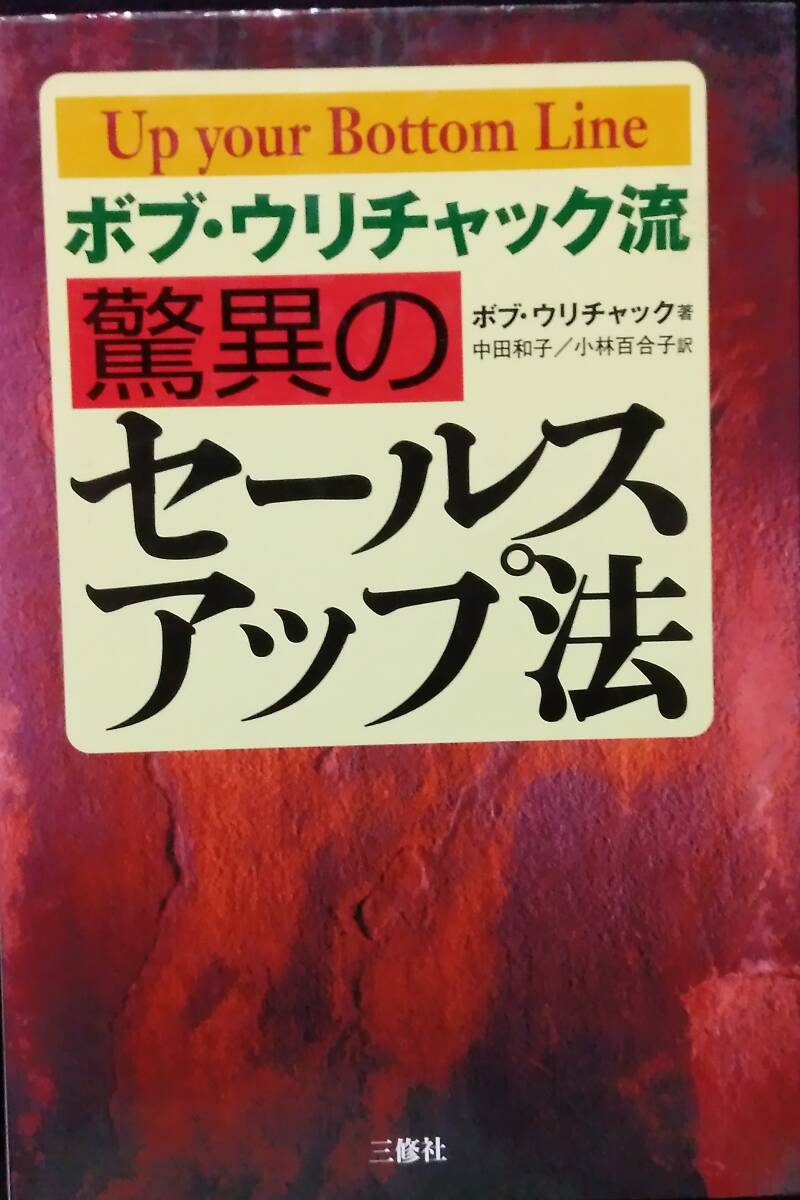 Up your Bottom Line
ボブ・ウリチャック流
驚異の
ボブ・ウリチャック著
中田和子／小林百合子訳
セールス
アップ法
三修社